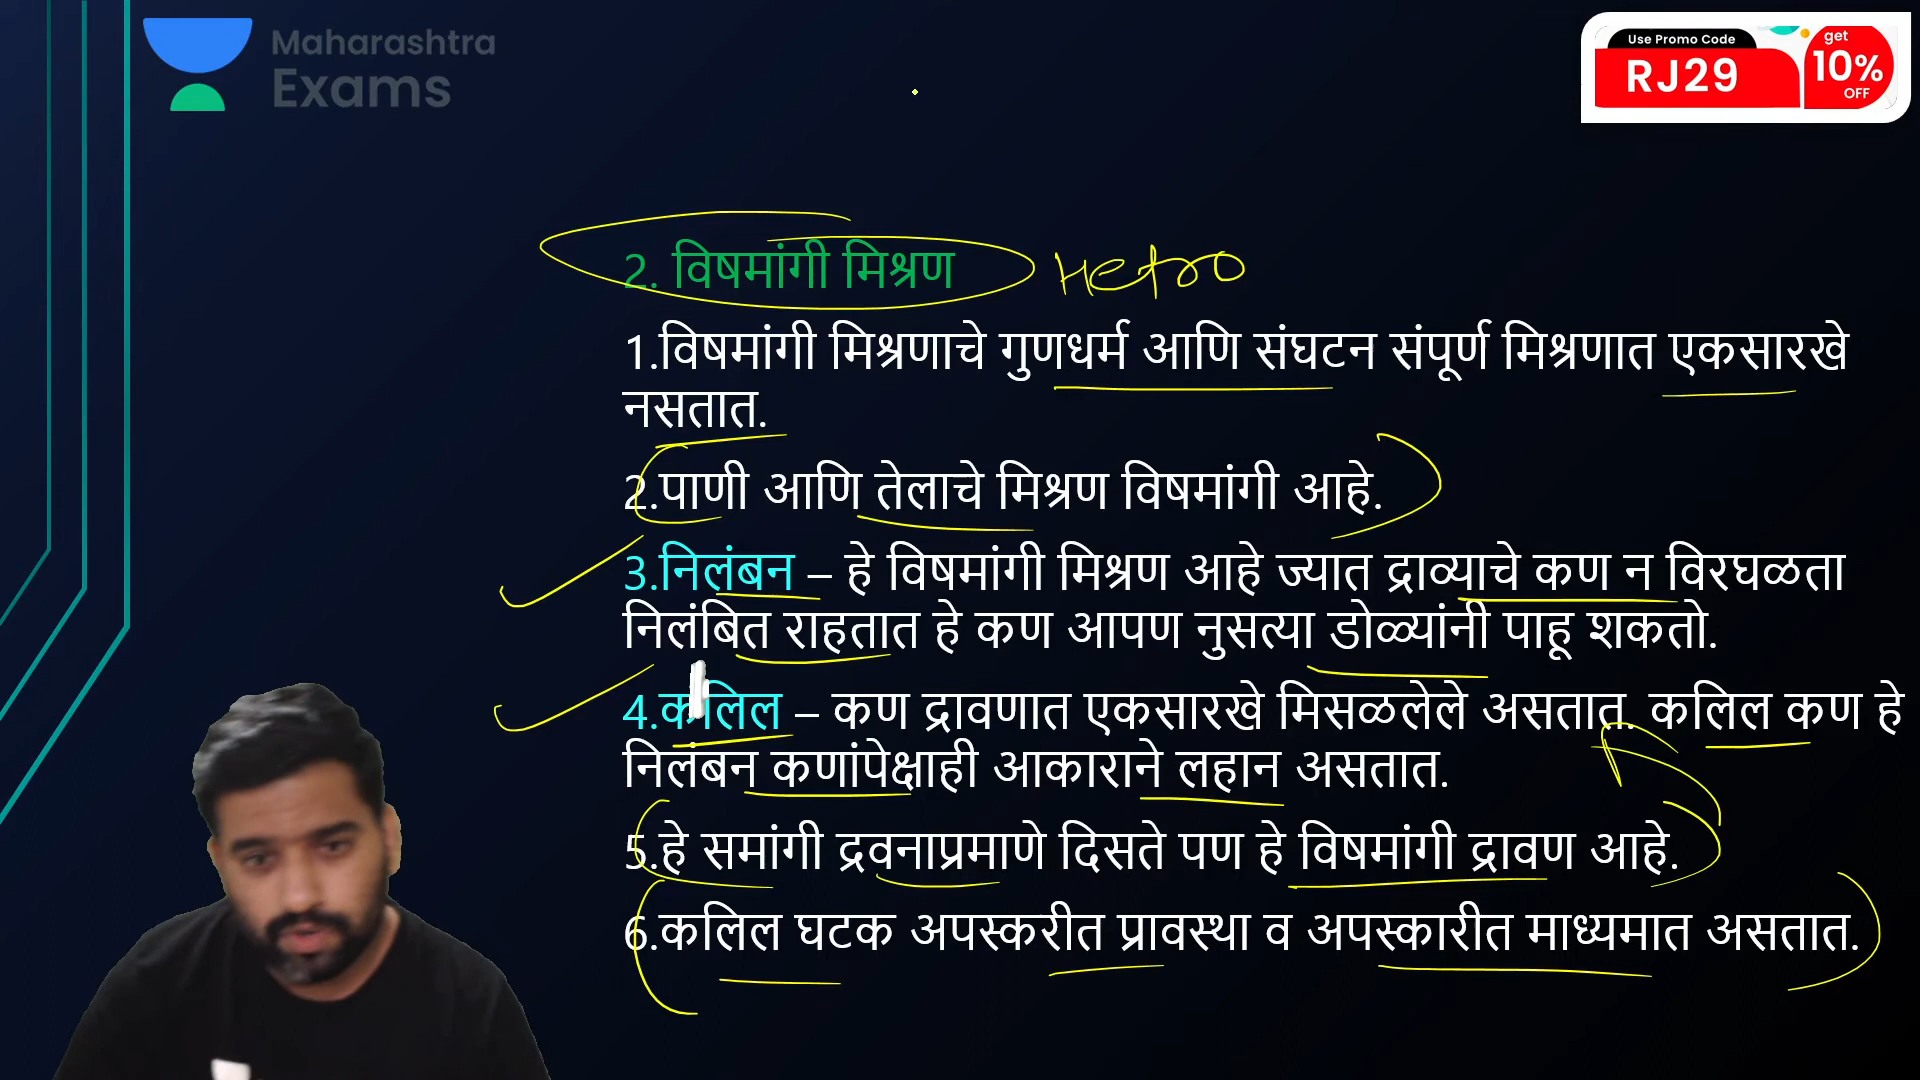 Maharashtra
Exams
Use Promo Code
RJ29
get
10%
OFF
2. विषमांगी मिश्रण Hetro
1.विषमांगी मिश्रणाचे गुणधर्म आणि संघटन संपूर्ण मिश्रणात एकसारखे
नसतात.
2.पाणी आणि तेलाचे मिश्रण विषमांगी आहे.
3.निलंबन – हे विषमांगी मिश्रण आहे ज्यात द्राव्याचे कण न विरघळता
निलंबित राहतात हे कण आपण नुसत्या डोळ्यांनी पाहू शकतो.
4.कलिल – कण द्रावणात एकसारखे मिसळलेले असतात. कलिल कण हे
निलंबन कणांपेक्षाही आकाराने लहान असतात.
5.हे समांगी द्रवनाप्रमाणे दिसते पण हे विषमांगी द्रावण आहे.
6.कलिल घटक अपस्करीत प्रावस्था व अपस्कारीत माध्यमात असतात.